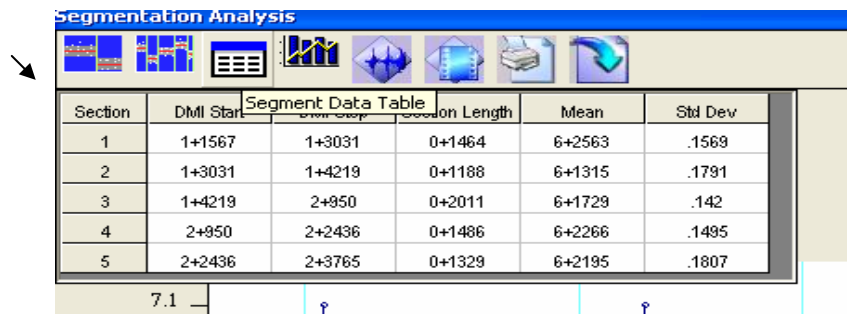 Segmentation Analysis
Segment Data Table
Section DMI Start DMI Stop Section Length Mean Std Dev
1 1+1567 1+3031 0+1464 6+2563 .1569
2 1+3031 1+4219 0+1188 6+1315 .1791
3 1+4219 2+950 0+2011 6+1729 .142
4 2+950 2+2436 0+1486 6+2266 .1495
5 2+2436 2+3765 0+1329 6+2195 .1807
7.1